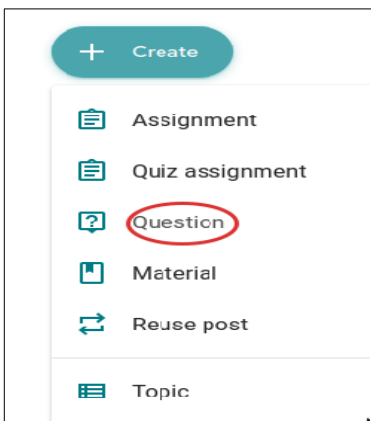 + Create
Assignment
Quiz assignment
Question
Material
Reuse post
Topic